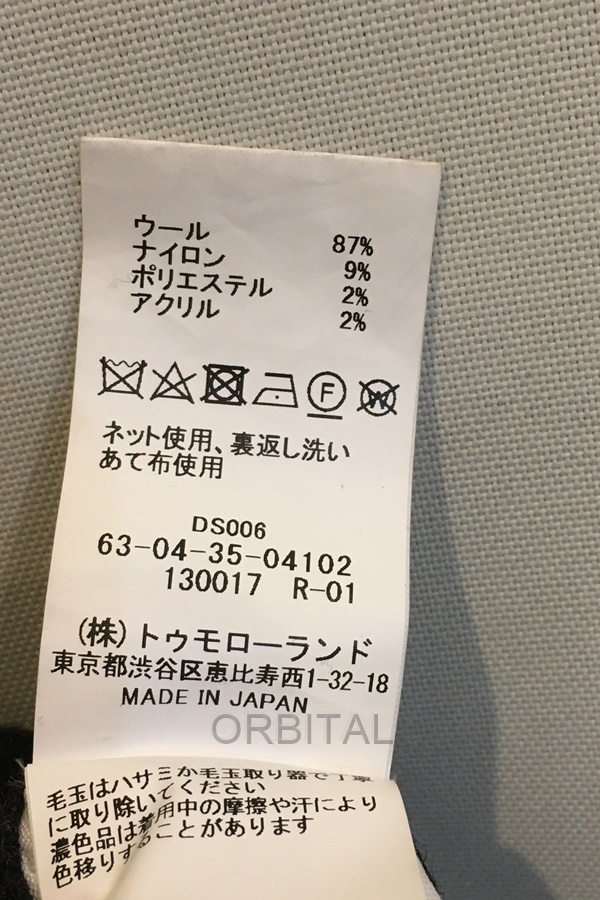 ウール 87%
ナイロン 9%
ポリエステル 2%
アクリル 2%
F W
ネット使用、裏返し洗い
あて布使用
DS006
63-04-35-04102
130017 R-01
(株)トゥモローランド
東京都渋谷区恵比寿西1-32-18
MADE IN JAPAN
ORBITAL
毛玉はハサミか毛玉取り器で丁寧
に取り除いてください
濃色品は着用中の摩擦や汗により
色移りすることがあります